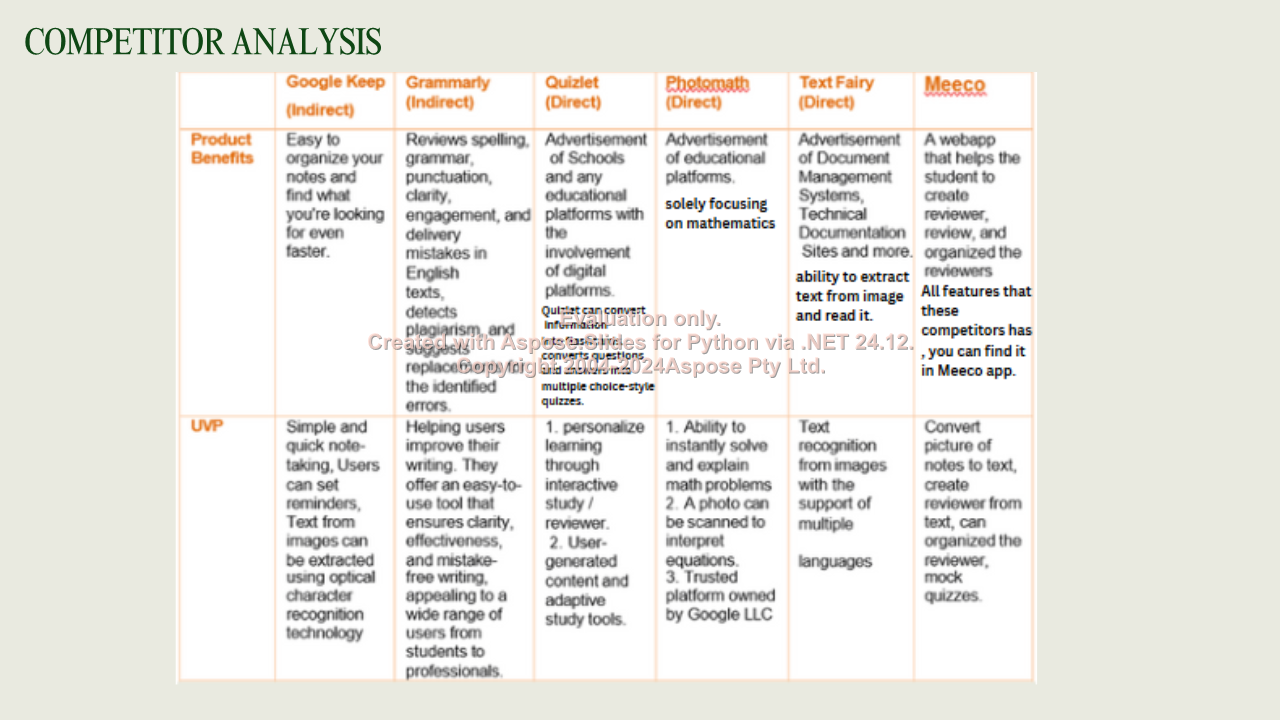 COMPETITOR ANALYSIS
Google Keep
(Indirect)
Grammarly
(Indirect)
Quizlet
(Direct)
Photomath
(Direct)
Text Fairy
(Direct)
Meeco
Product
Benefits
Easy to
organize your
notes and
find what
you're looking
for even
faster.
Reviews spelling,
grammar,
punctuation,
clarity,
engagement, and
delivery
mistakes in
English
texts,
detects
plagiarism, and
suggests
replacements for
the identified
errors.
Advertisement
of Schools
and any
educational
platforms with
the
involvement
of digital
platforms.
Quizlet can convert
information
converts questions
and answers into
multiple choice-style
quizzes.
Advertisement
of educational
platforms.
solely focusing
on mathematics
Advertisement
of Document
Management
Systems,
Technical
Documentation
Sites and more.
ability to extract
text from image
and read it.
A webapp
that helps the
student to
create
reviewer,
review, and
organized the
reviewers
All features that
these
competitors has
, you can find it
in Meeco app.
Evaluation only.
Created with Aspose.Slides for Python via .NET 24.12.
Copyright 2004-2024Aspose Pty Ltd.
UVP
Simple and
quick note-
taking, Users
can set
reminders,
Text from
images can
be extracted
using optical
character
recognition
technology
Helping users
improve their
writing. They
offer an easy-to-
use tool that
ensures clarity,
effectiveness,
and mistake-
free writing,
appealing to a
wide range of
users from
students to
professionals.
1. personalize
learning
through
interactive
study /
reviewer.
2. User-
generated
content and
adaptive
study tools.
1. Ability to
instantly solve
and explain
math problems
2. A photo can
be scanned to
interpret
equations.
3. Trusted
platform owned
by Google LLC
Text
recognition
from images
with the
support of
multiple
languages
Convert
picture of
notes to text,
create
reviewer from
text, can
organized the
reviewer,
mock
quizzes.